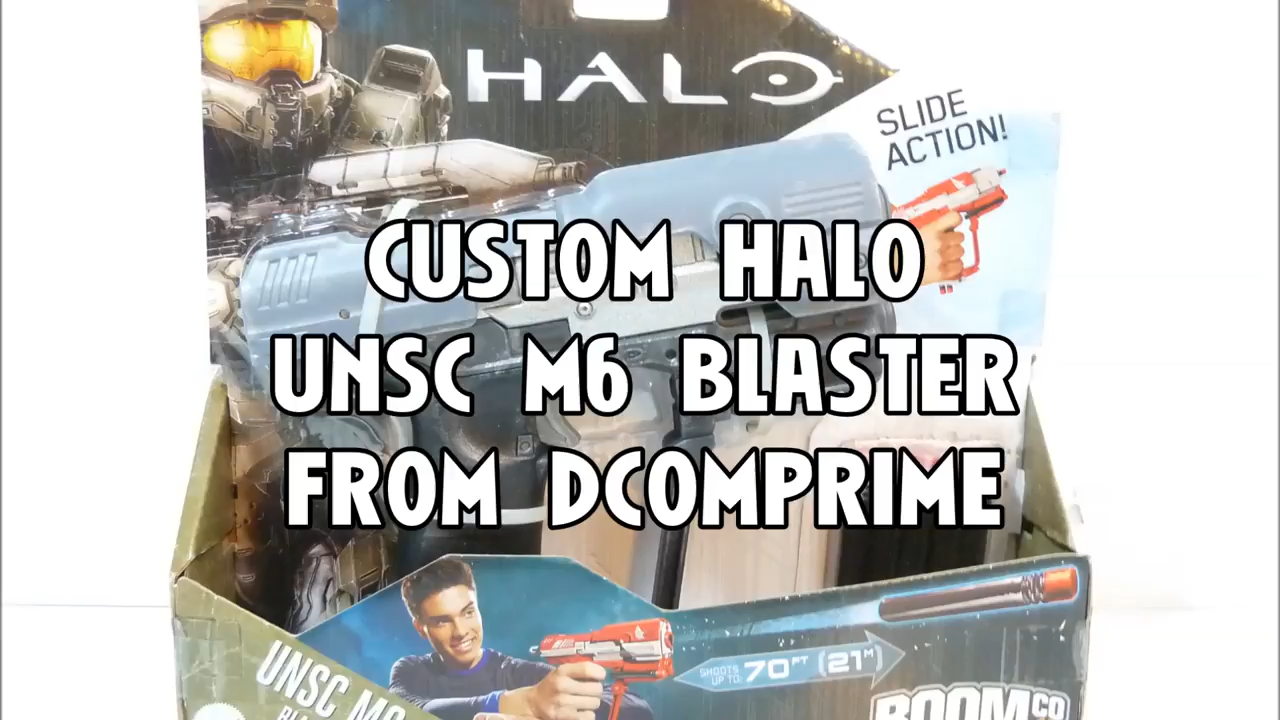 HALO
SLIDE
ACTION!
CUSTOM HALO
UNSC M6 BLASTER
FROM DCOMPRIME
SHOOTS
UP TO: 70FT (21M)
UNSC M6
BOOMCO